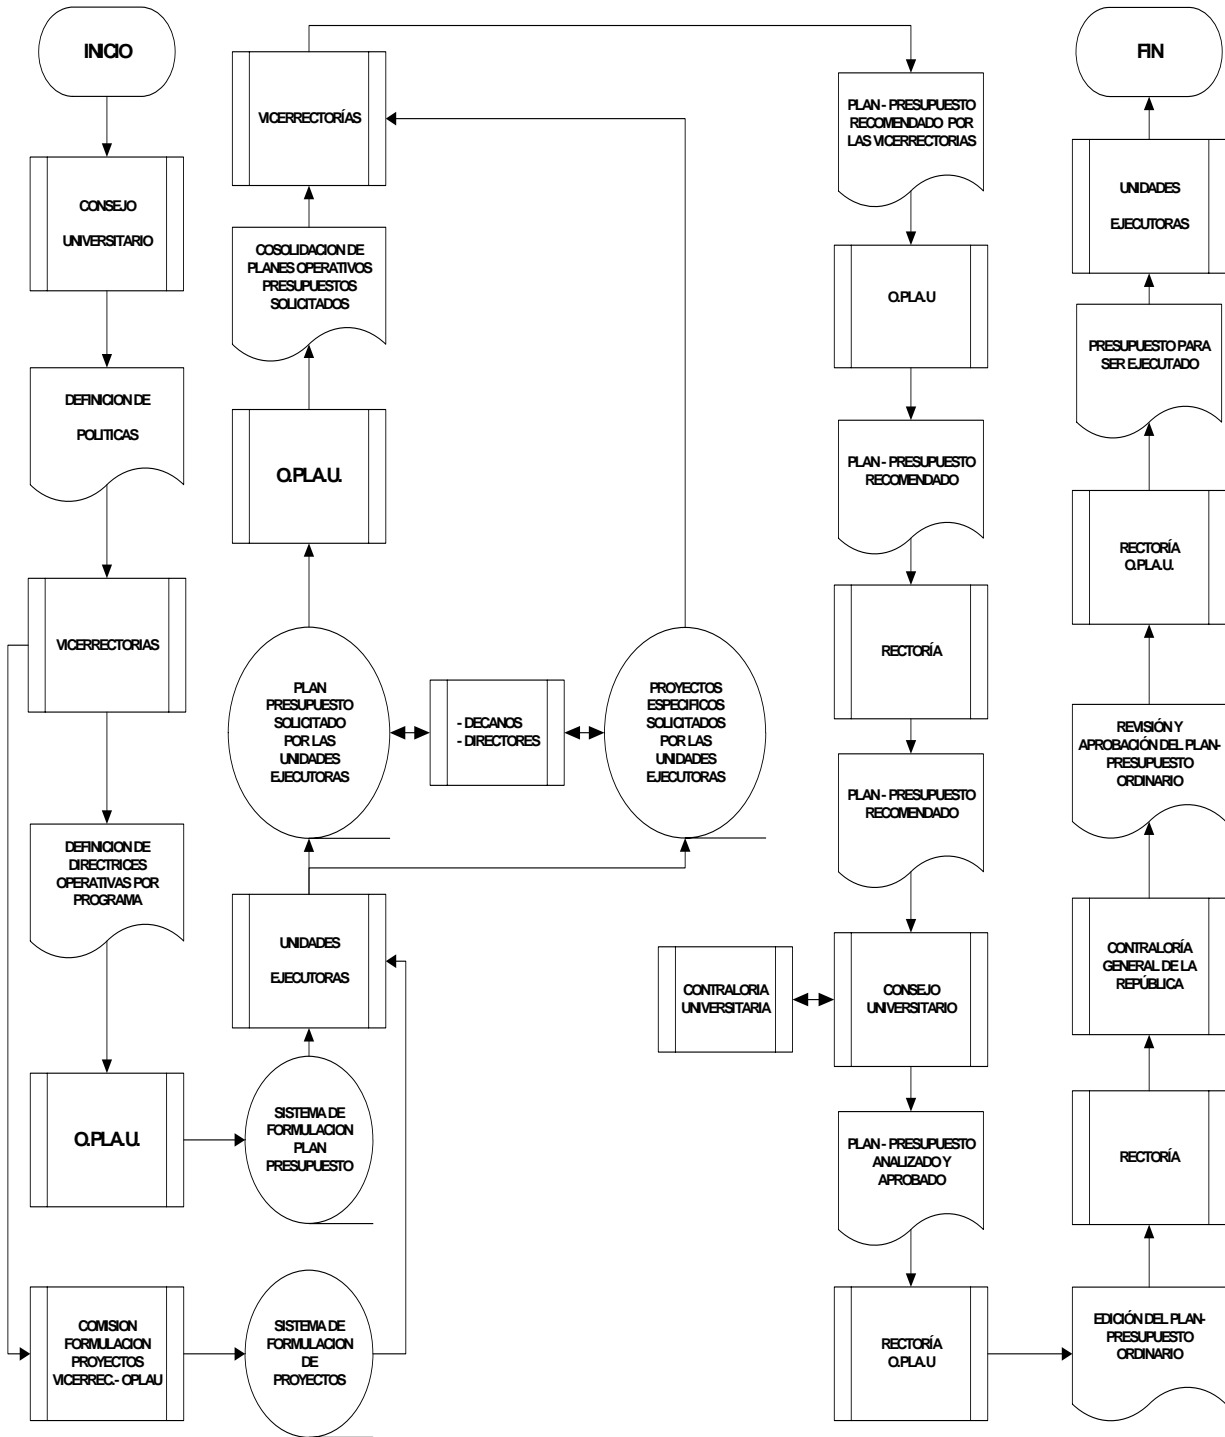 INICIO
CONSEJO
UNIVERSITARIO
DEFINICION DE
POLITICAS
VICERRECTORIAS
DEFINICION DE
DIRECTRICES
OPERATIVAS POR
PROGRAMA
O.PLA.U.
COMISION
FORMULACION
PROYECTOS
VICERREC.- OPLAU
VICERRECTORÍAS
COSOLIDACION DE
PLANES OPERATIVOS
PRESUPUESTOS
SOLICITADOS
O.PLA.U.
PLAN
PRESUPUESTO
SOLICITADO
POR LAS
UNIDADES
EJECUTORAS
- DECANOS
- DIRECTORES
PROYECTOS
ESPECIFICOS
SOLICITADOS
POR LAS
UNIDADES
EJECUTORAS
UNIDADES
EJECUTORAS
SISTEMA DE
FORMULACION
PLAN
PRESUPUESTO
SISTEMA DE
FORMULACION
DE
PROYECTOS
PLAN - PRESUPUESTO
RECOMENDADO POR
LAS VICERRECTORIAS
O.PLA.U
PLAN - PRESUPUESTO
RECOMENDADO
RECTORÍA
PLAN - PRESUPUESTO
RECOMENDADO
CONTRALORIA
UNIVERSITARIA
CONSEJO
UNIVERSITARIO
PLAN - PRESUPUESTO
ANALIZADO Y
APROBADO
RECTORÍA
O.PLA.U
FIN
UNIDADES
EJECUTORAS
PRESUPUESTO PARA
SER EJECUTADO
RECTORÍA
O.PLA.U.
REVISIÓN Y
APROBACIÓN DEL PLAN-
PRESUPUESTO
ORDINARIO
CONTRALORÍA
GENERAL DE LA
REPÚBLICA
RECTORÍA
EDICIÓN DEL PLAN-
PRESUPUESTO
ORDINARIO